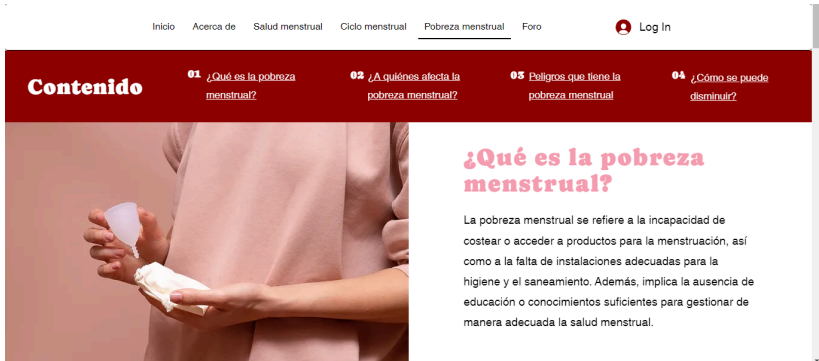 Inicio Acerca de Salud menstrual Ciclo menstrual Pobreza menstrual Foro Log In
Contenido
01 ¿Qué es la pobreza
menstrual?
02 ¿A quiénes afecta la
pobreza menstrual?
03 Peligros que tiene la
pobreza menstrual
04 ¿Cómo se puede
disminuir?
¿Qué es la pobreza
menstrual?
La pobreza menstrual se refiere a la incapacidad de
costear o acceder a productos para la menstruación, así
como a la falta de instalaciones adecuadas para la
higiene y el saneamiento. Además, implica la ausencia de
educación o conocimientos suficientes para gestionar de
manera adecuada la salud menstrual.